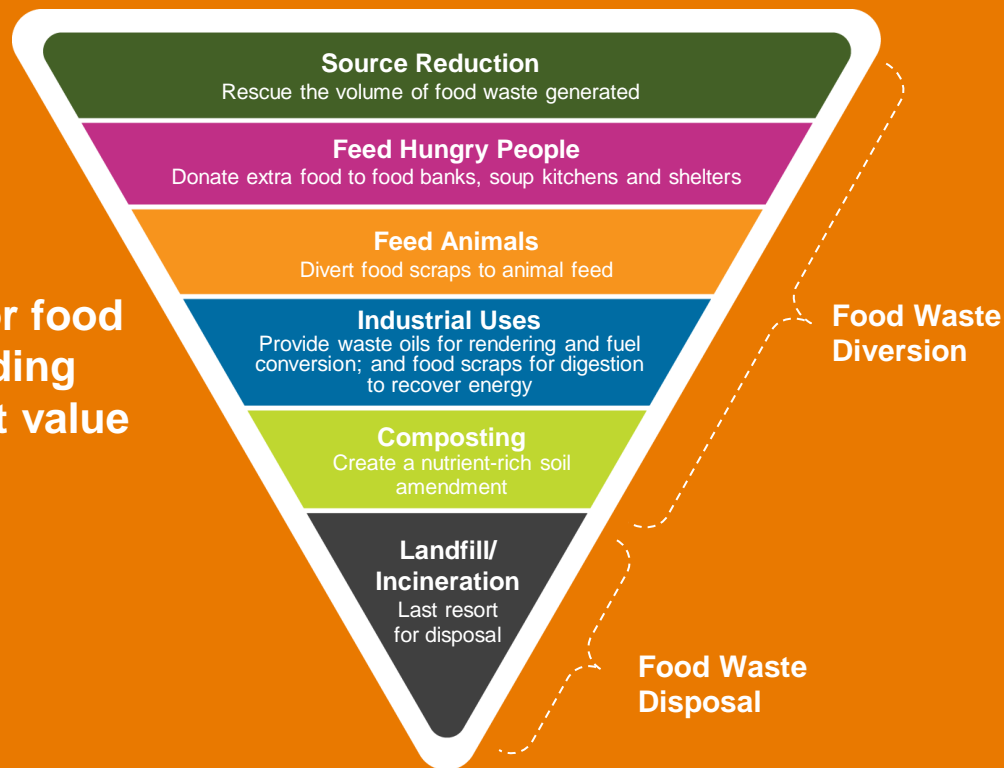 Source Reduction
Rescue the volume of food waste generated
Feed Hungry People
Donate extra food to food banks, soup kitchens and shelters
Feed Animals
Divert food scraps to animal feed
Industrial Uses
Provide waste oils for rendering and fuel
conversion; and food scraps for digestion
to recover energy
Composting
Create a nutrient-rich soil
amendment
Landfill/
Incineration
Last resort
for disposal
food
value
Food Waste
Diversion
Food Waste
Disposal